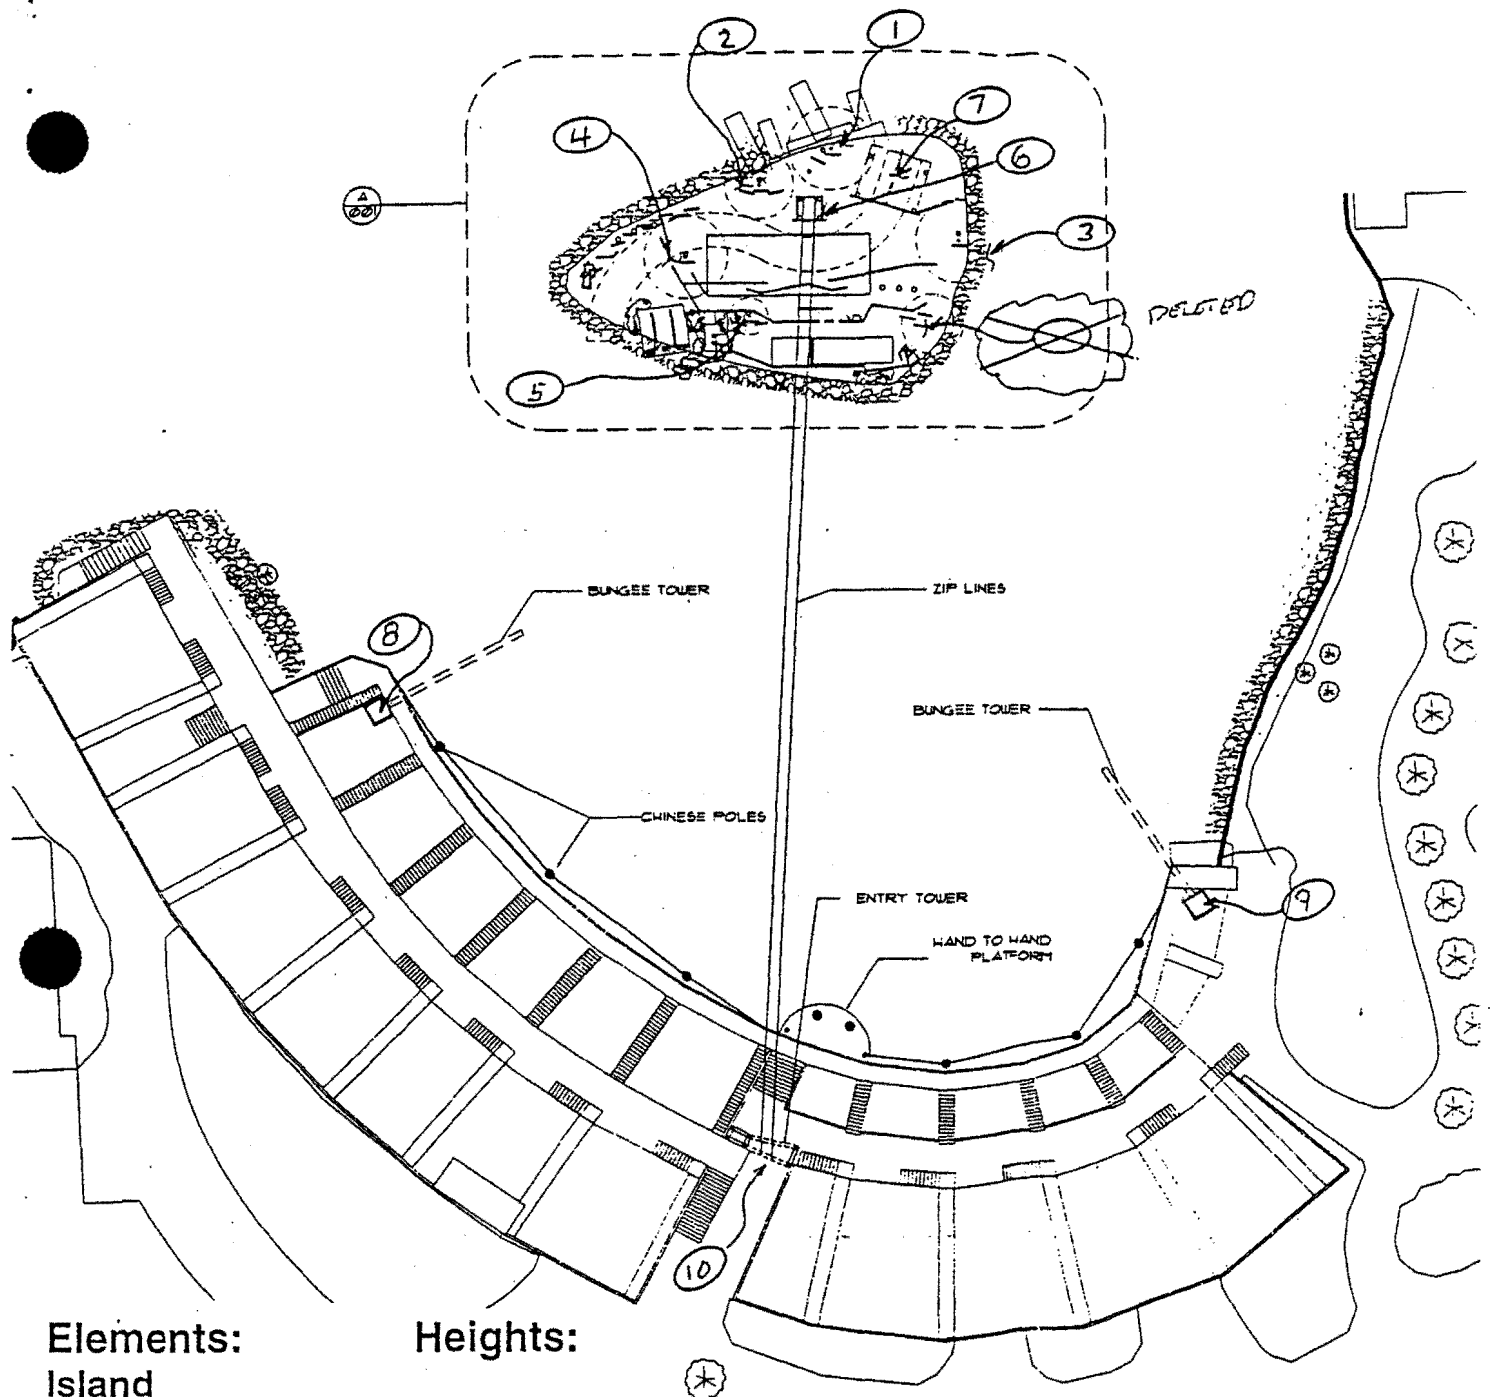 2
1
7
4
6
A
001
3
DELETED
5
BUNGEE TOWER
ZIP LINES
8
BUNGEE TOWER
CHINESE POLES
ENTRY TOWER
9
HAND TO HAND
PLATFORM
10
Elements:
Heights:
Island